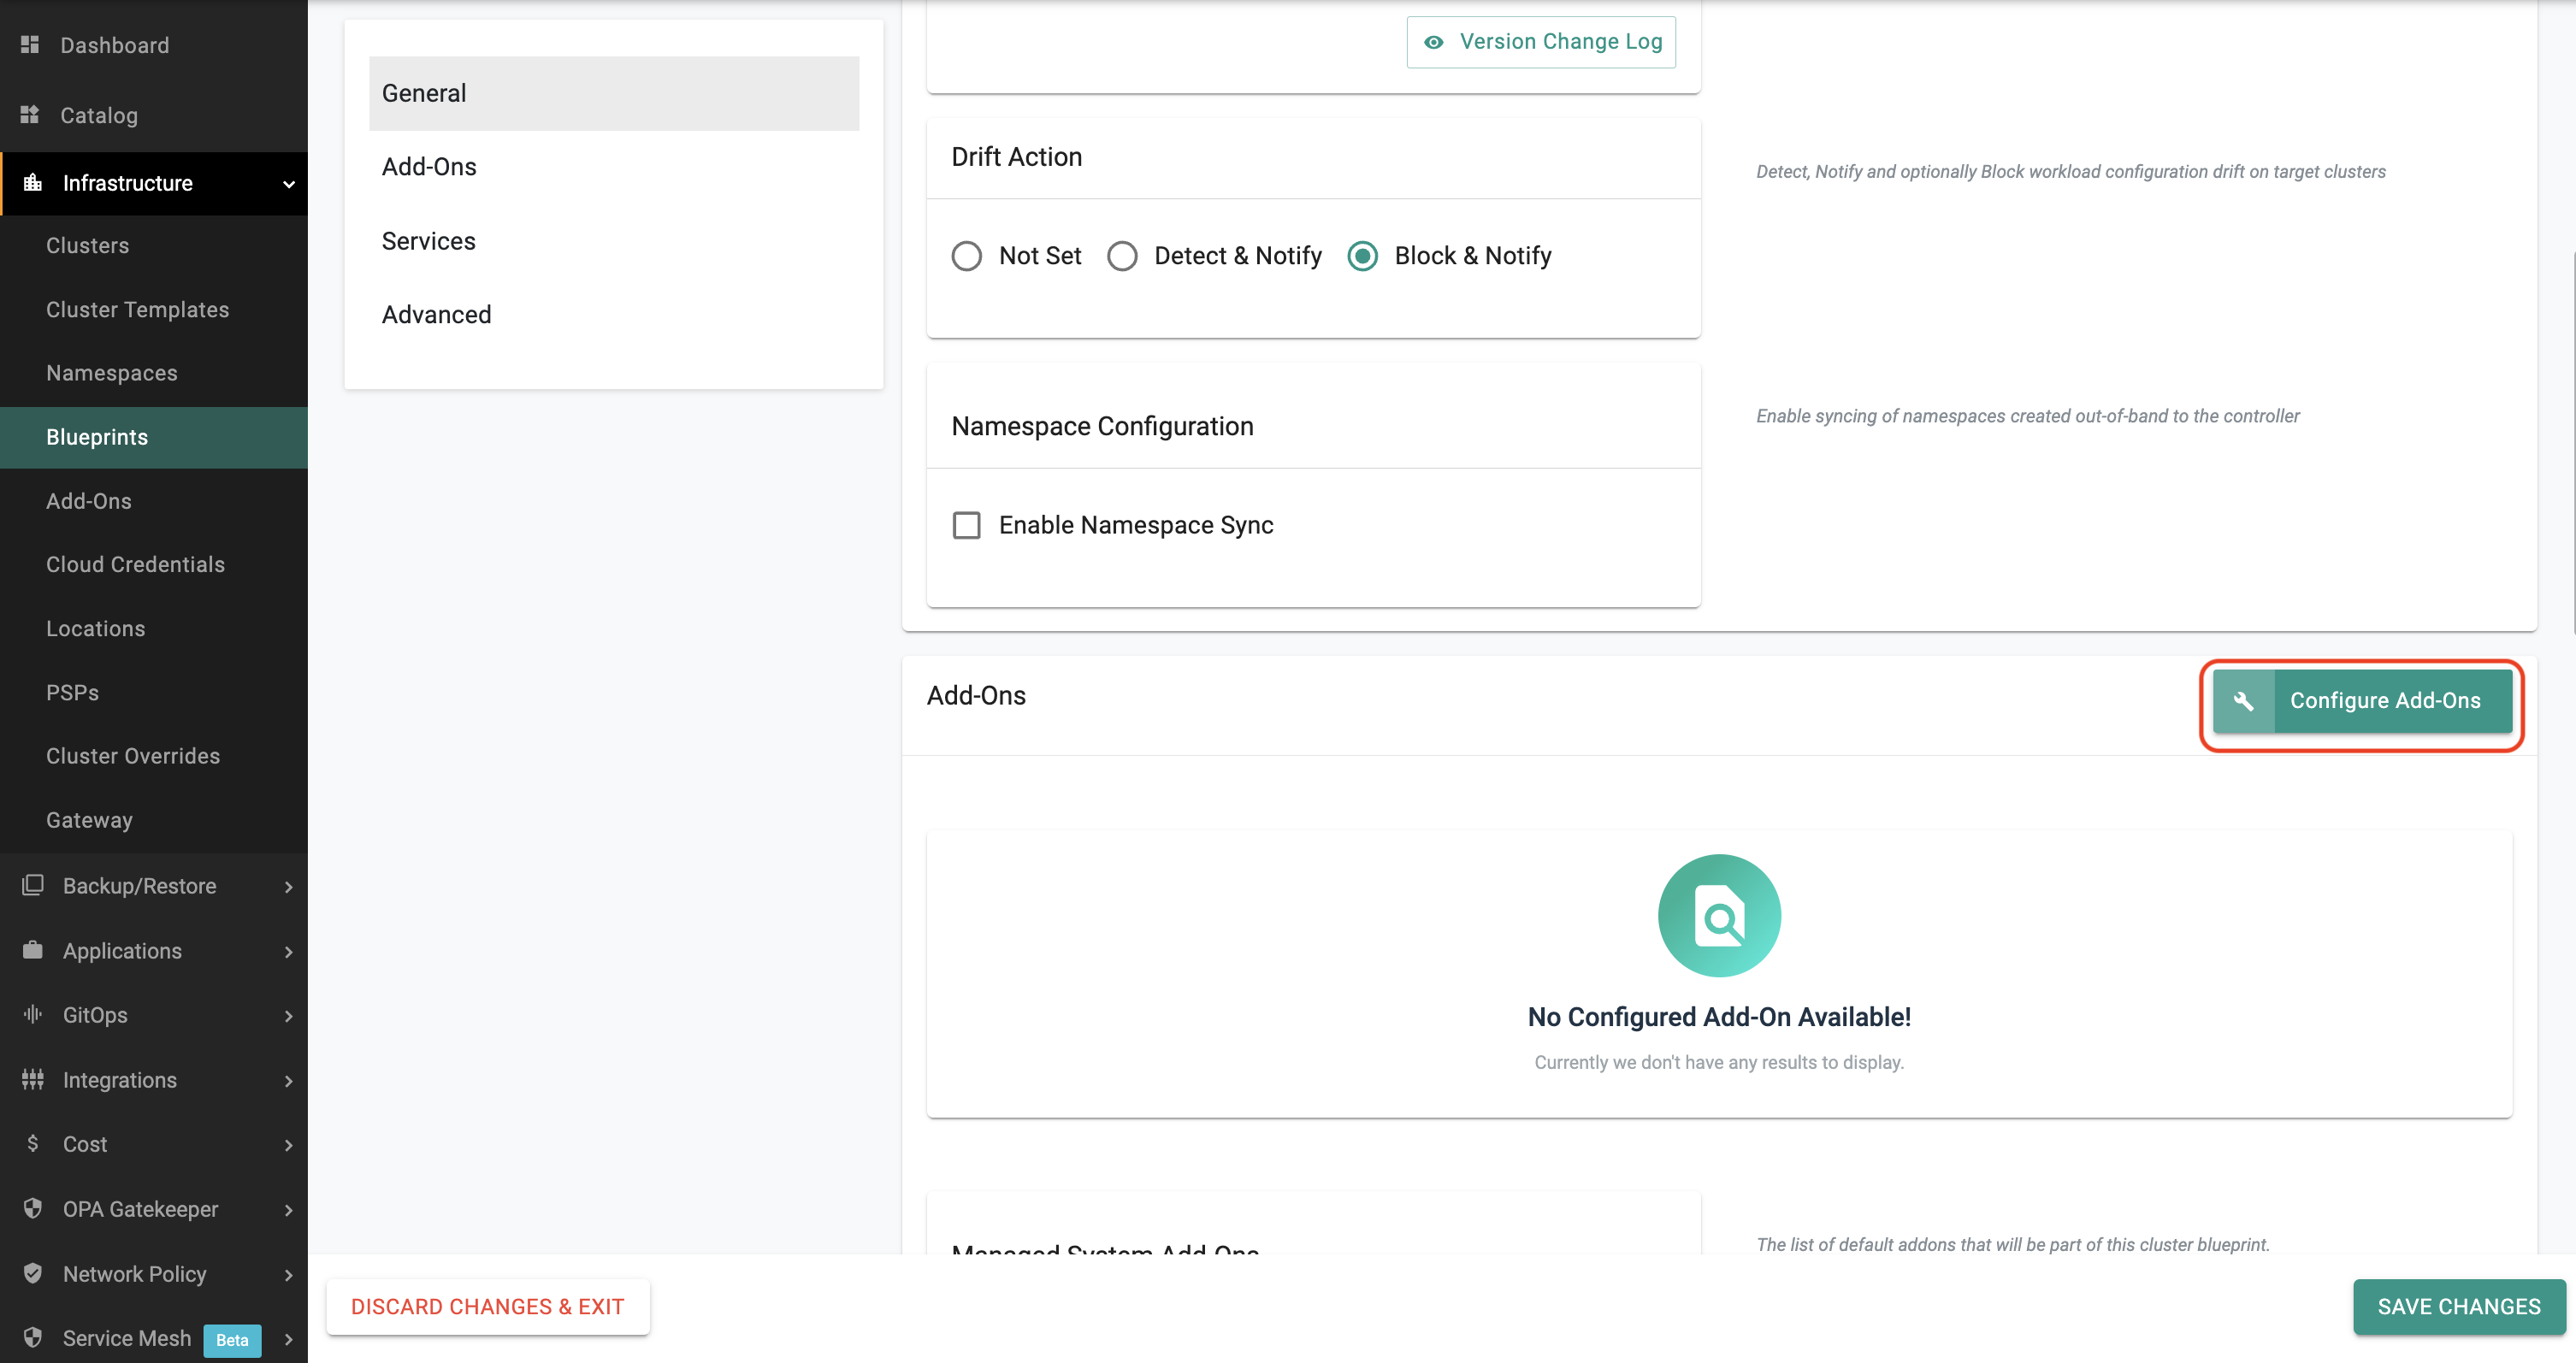 Dashboard
Catalog
Infrastructure
Clusters
Cluster Templates
Namespaces
Blueprints
Add-Ons
Cloud Credentials
Locations
PSPs
Cluster Overrides
Gateway
Backup/Restore
Applications
GitOps
Integrations
Cost
OPA Gatekeeper
Network Policy
Service Mesh Beta
General
Add-Ons
Services
Advanced
Version Change Log
Drift Action
Detect, Notify and optionally Block workload configuration drift on target clusters
Not Set Detect & Notify Block & Notify
Namespace Configuration
Enable syncing of namespaces created out-of-band to the controller
Enable Namespace Sync
Add-Ons
Configure Add-Ons
No Configured Add-On Available!
Currently we don't have any results to display.
Managed System Add-Ons
The list of default addons that will be part of this cluster blueprint.
DISCARD CHANGES & EXIT
SAVE CHANGES